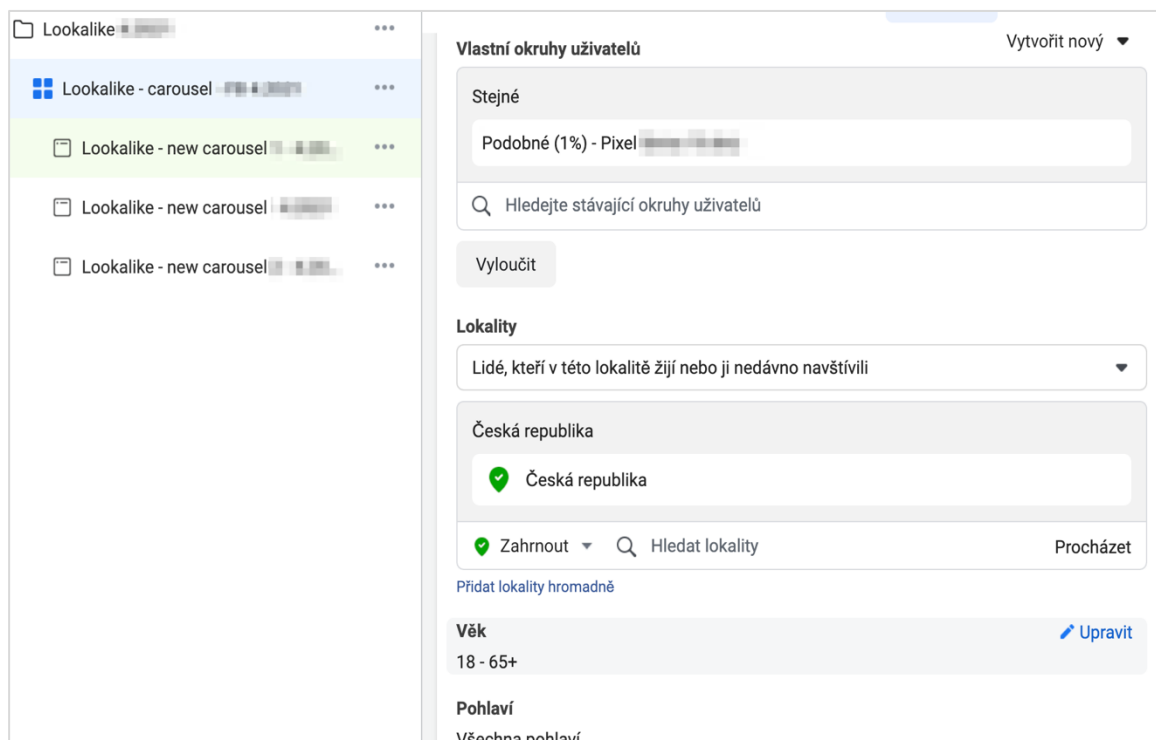 Lookalike
Lookalike - carousel
Lookalike - new carousel
Lookalike - new carousel
Lookalike - new carousel
Vytvořit nový
Vlastní okruhy uživatelů
Stejné
Podobné (1%) - Pixel
Hledejte stávající okruhy uživatelů
Vyloučit
Lokality
Lidé, kteří v této lokalitě žijí nebo ji nedávno navštívili
Česká republika
Česká republika
Zahrnout Hledat lokality Procházet
Přidat lokality hromadně
Věk Upravit
18 - 65+
Pohlaví
Všechna pohlaví